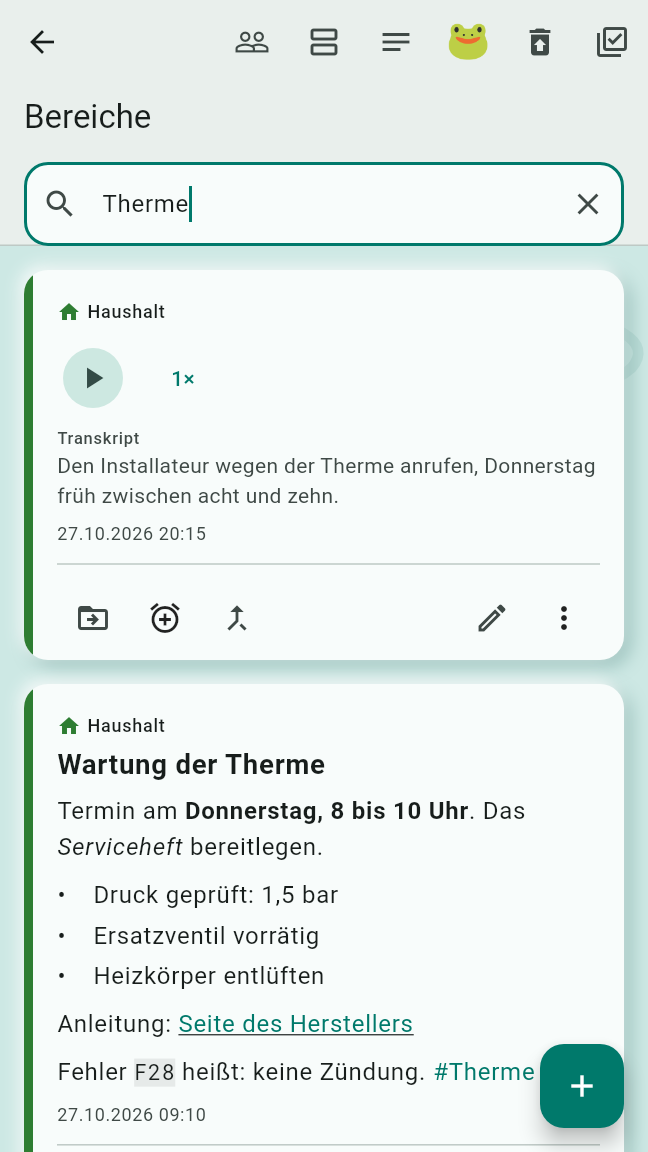 Bereiche
Therme
Haushalt
1×
Transkript
Den Installateur wegen der Therme anrufen, Donnerstag
früh zwischen acht und zehn.
27.10.2026 20:15
Haushalt
Wartung der Therme
Termin am Donnerstag, 8 bis 10 Uhr. Das
Serviceheft bereitlegen.
• Druck geprüft: 1,5 bar
• Ersatzventil vorrätig
• Heizkörper entlüften
Anleitung: Seite des Herstellers
Fehler F28 heißt: keine Zündung. #Therme
27.10.2026 09:10